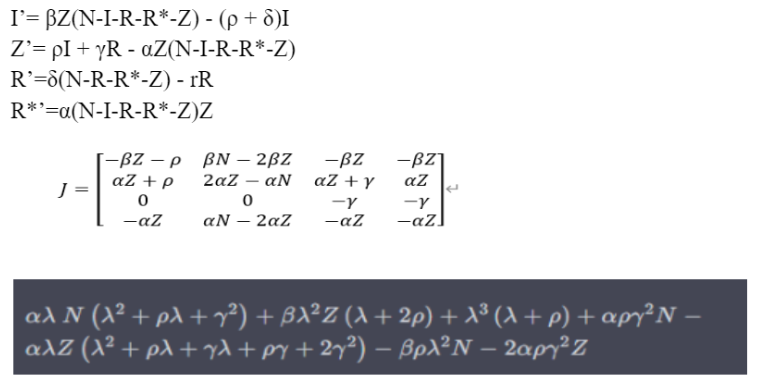 I'= βZ(N-I-R-R*-Z) - (ρ + δ)I
Z'= ρI + γR - αZ(N-I-R-R*-Z)
R'=δ(N-R-R*-Z) - rR
R*'=α(N-I-R-R*-Z)Z
J = [ −βZ − ρ βN − 2βZ −βZ −βZ
αZ + ρ 2αZ − αN αZ + γ αZ
0 0 −γ −γ
−αZ αN − 2αZ −αZ −αZ ] ↵
αλ N (λ² + ρλ + γ²) + βλ²Z (λ + 2ρ) + λ³ (λ + ρ) + αργ²N −
αλZ (λ² + ρλ + γλ + ργ + 2γ²) − βρλ²N − 2αργ²Z